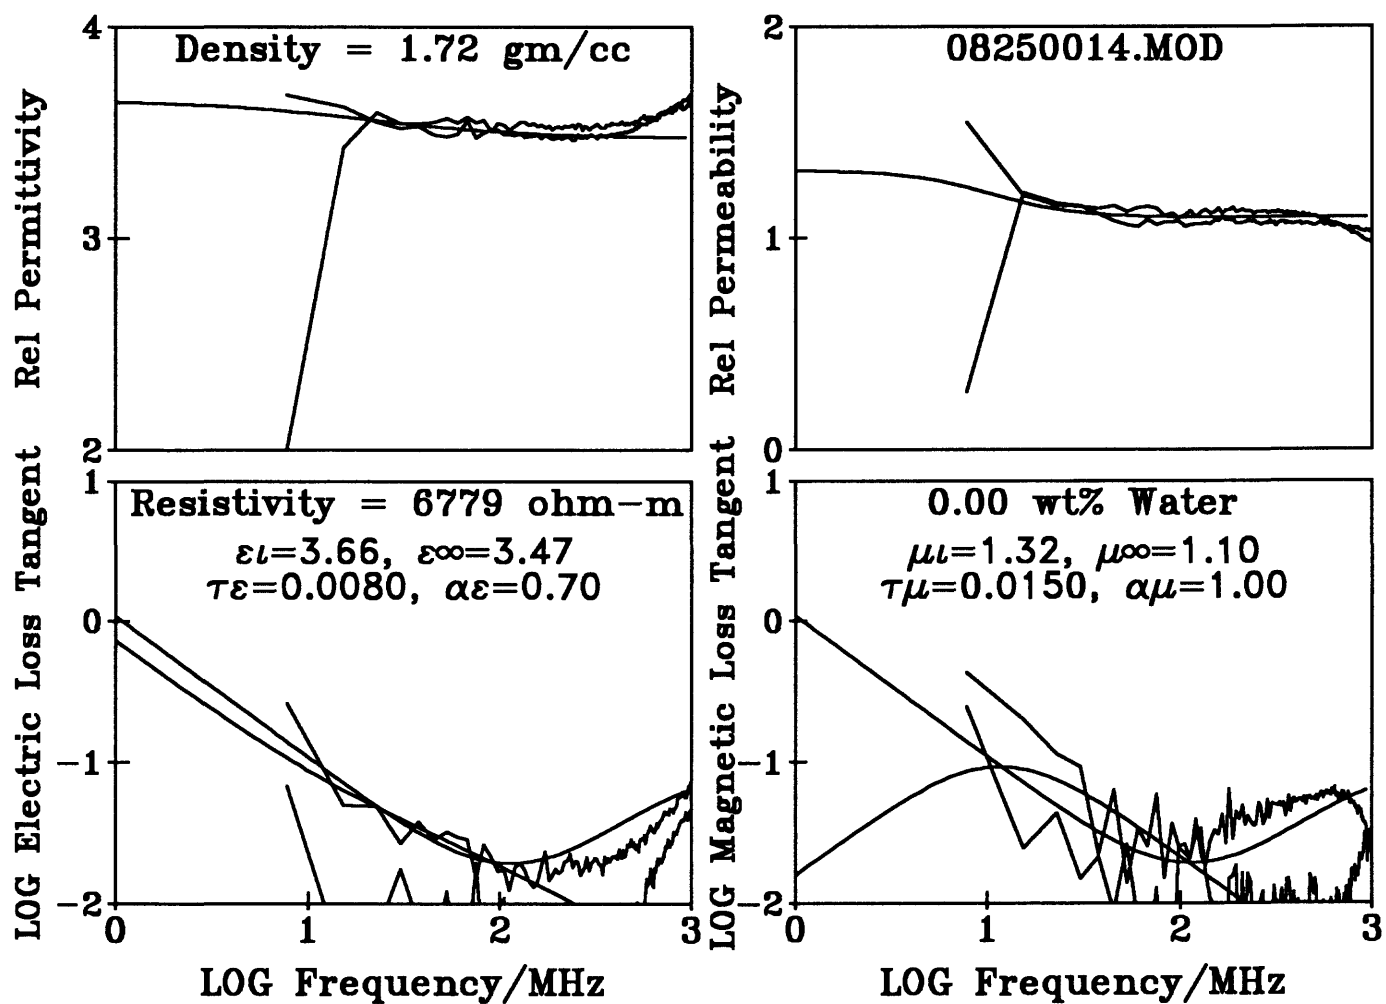 4
Density = 1.72 gm/cc
3
2
Rel Permittivity
2
08250014.MOD
1
0
Rel Permeability
1
Resistivity = 6779 ohm-m
ει=3.66, ε∞=3.47
τε=0.0080, αε=0.70
0
-1
-2
LOG Electric Loss Tangent
0 1 2 3
LOG Frequency/MHz
1
0.00 wt% Water
μι=1.32, μ∞=1.10
τμ=0.0150, αμ=1.00
0
-1
-2
LOG Magnetic Loss Tangent
0 1 2 3
LOG Frequency/MHz